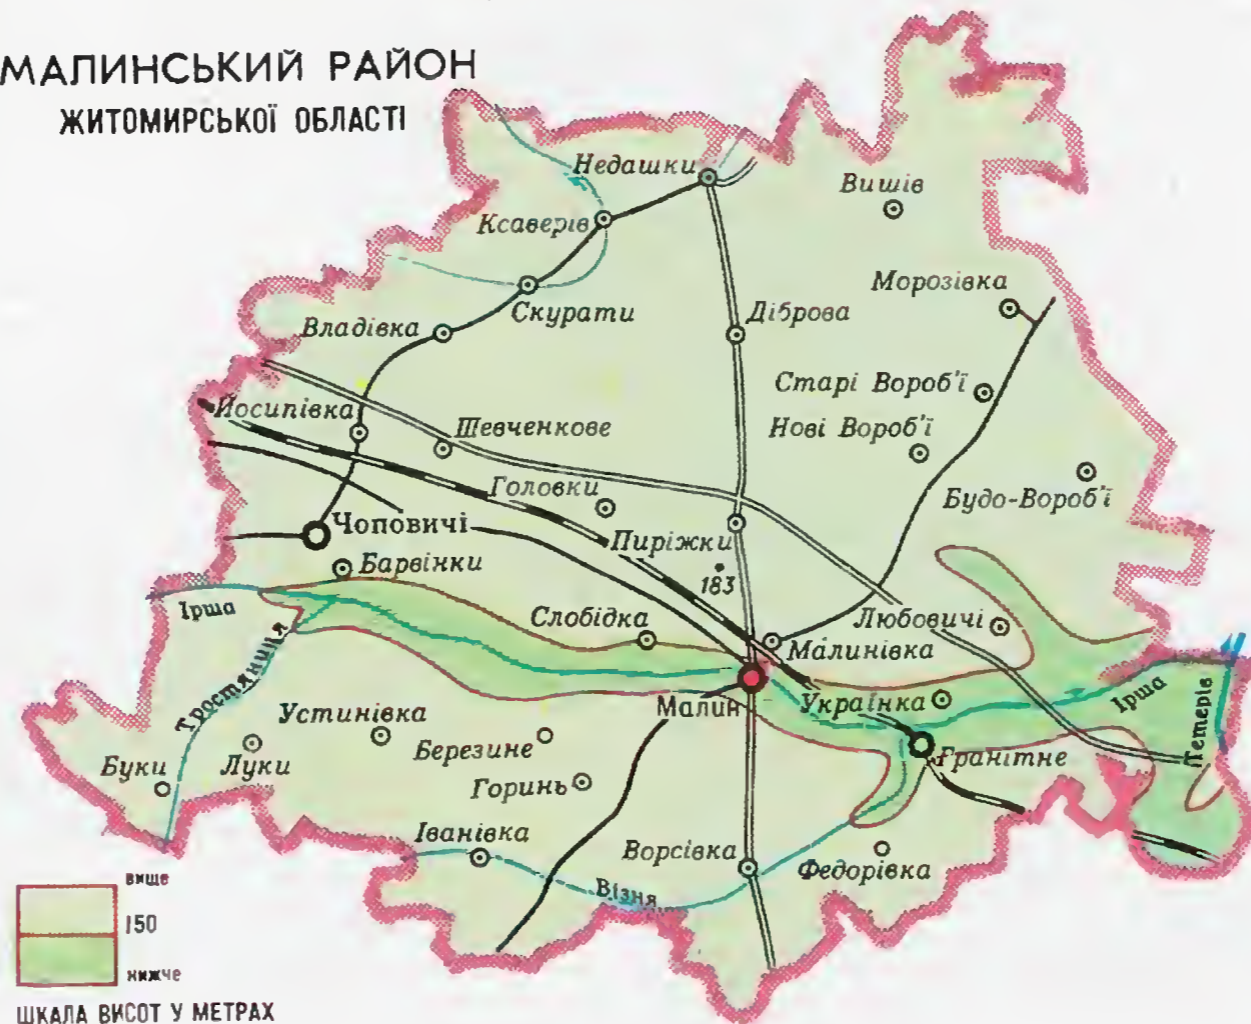 МАЛИНСЬКИЙ РАЙОН
ЖИТОМИРСЬКОЇ ОБЛАСТІ
Недашки
Вишів
Ксаверів
Морозівка
Скурати
Діброва
Владівка
Старі Вороб'ї
Йосипівка
Шевченкове
Нові Вороб'ї
Головки
Будо-Вороб'ї
Чоповичі
Пиріжки
Барвінки
183
Ірша
Слобідка
Любовичі
Малинівка
Тростяниця
Малин
Українка
Ірша
Тетерів
Устинівка
Березине
Гранітне
Буки
Луки
Горинь
Іванівка
Ворсівка
Федорівка
Візня
вище
150
нижче
ШКАЛА ВИСОТ У МЕТРАХ